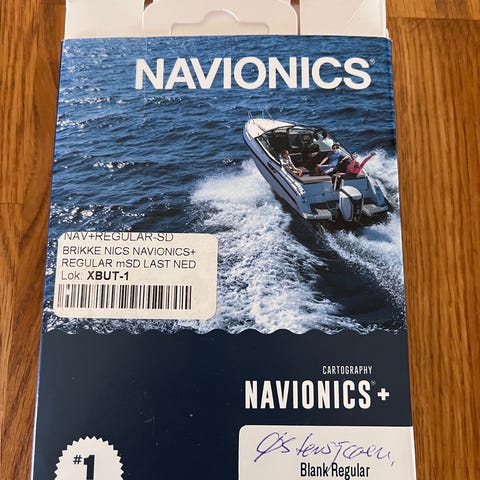 NAVIONICS®
NAV+REGULAR-SD
BRIKKE NICS NAVIONICS+
REGULAR mSD LAST NED
Lok: XBUT-1
CARTOGRAPHY
NAVIONICS®+
Blank Regular
#1